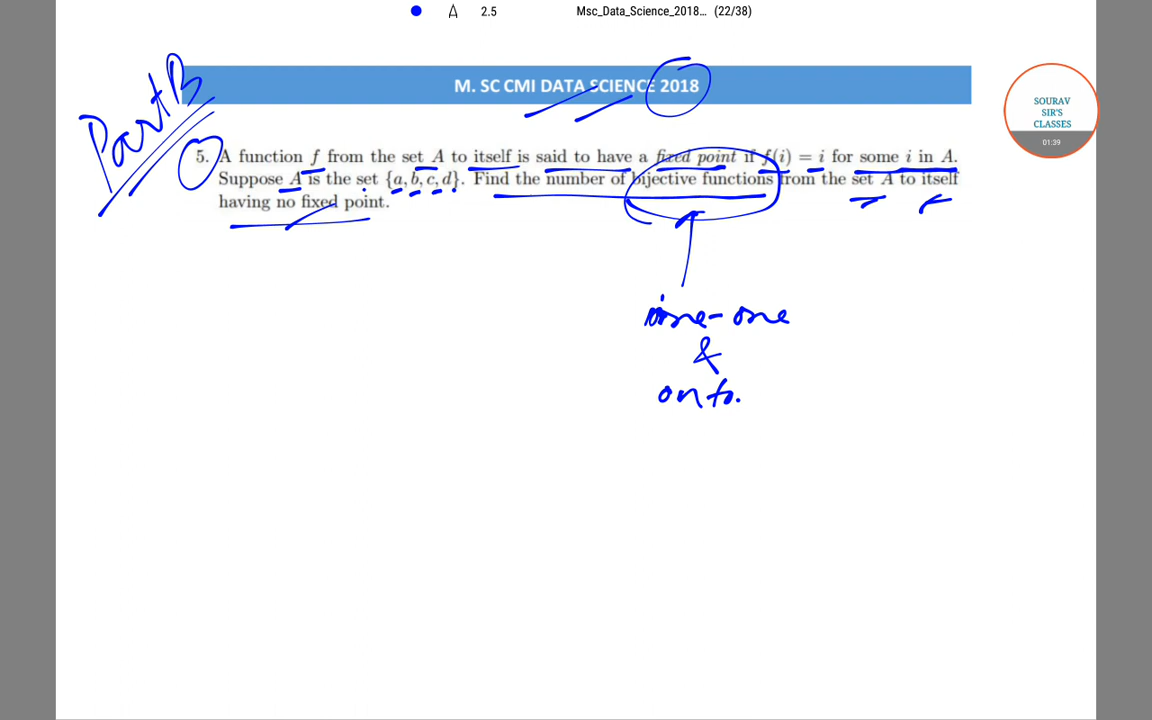 2.5 Msc_Data_Science_2018... (22/38)
Part B
M. SC CMI DATA SCIENCE 2018
SOURAV
SIR'S
CLASSES
01:39
5. A function f from the set A to itself is said to have a fixed point if f(i) = i for some i in A.
Suppose A is the set {a, b, c, d}. Find the number of bijective functions from the set A to itself
having no fixed point.
one-one
&
onto.